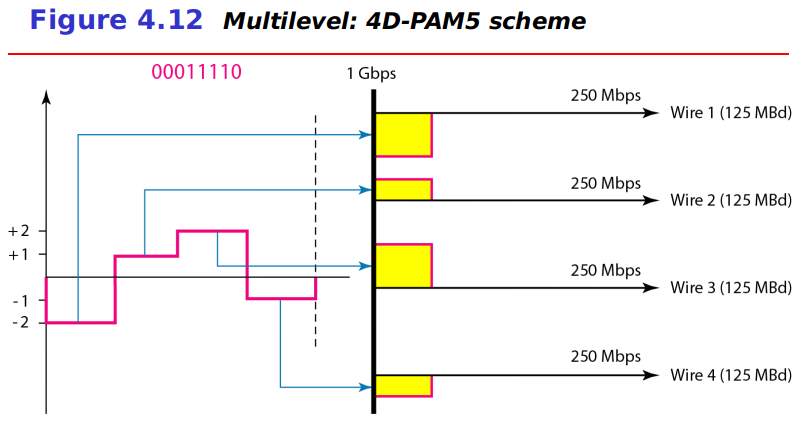 Figure 4.12 Multilevel: 4D-PAM5 scheme
00011110
1 Gbps
250 Mbps
Wire 1 (125 MBd)
250 Mbps
Wire 2 (125 MBd)
+2
+1
-1
-2
250 Mbps
Wire 3 (125 MBd)
250 Mbps
Wire 4 (125 MBd)